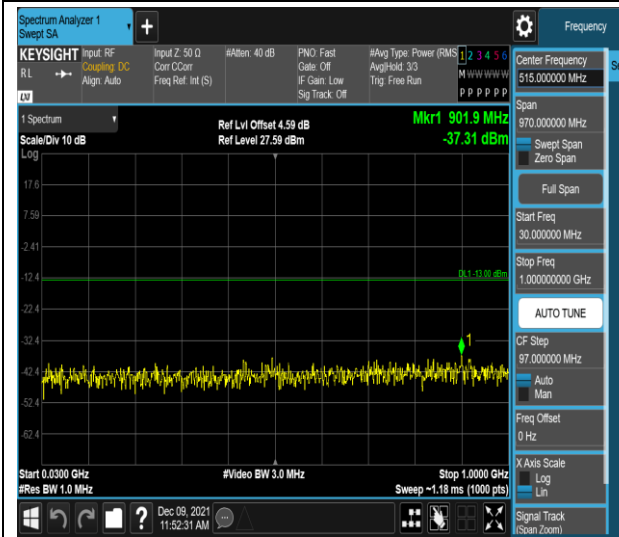 Spectrum Analyzer 1
Swept SA
+
Frequency
KEYSIGHT
RL
LXI
Input: RF
Coupling: DC
Align: Auto
Input Z: 50 Ω
Corr CCorr
Freq Ref: Int (S)
#Atten: 40 dB
PNO: Fast
Gate: Off
IF Gain: Low
Sig Track: Off
#Avg Type: Power (RMS
Avg|Hold: 3/3
Trig: Free Run
1 2 3 4 5 6
M W W W W W
P P P P P P
1 Spectrum
Scale/Div 10 dB
Log
Ref Lvl Offset 4.59 dB
Ref Level 27.59 dBm
Mkr1 901.9 MHz
-37.31 dBm
17.6
7.59
-2.41
-12.4
-22.4
-32.4
-42.4
-52.4
-62.4
DL1 -13.00 dBm
1
Start 0.0300 GHz
#Res BW 1.0 MHz
#Video BW 3.0 MHz
Stop 1.0000 GHz
Sweep ~1.18 ms (1000 pts)
?
Dec 09, 2021
11:52:31 AM
Center Frequency
515.000000 MHz
Span
970.000000 MHz
Swept Span
Zero Span
Full Span
Start Freq
30.000000 MHz
Stop Freq
1.000000000 GHz
AUTO TUNE
CF Step
97.000000 MHz
Auto
Man
Freq Offset
0 Hz
X Axis Scale
Log
Lin
Signal Track
(Span Zoom)